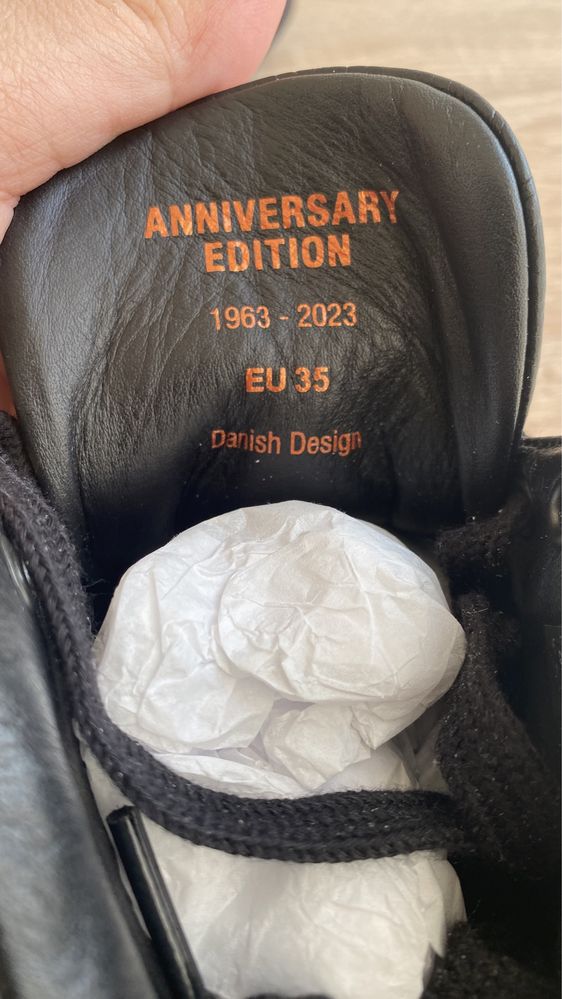 ANNIVERSARY
EDITION
1963 - 2023
EU 35
Danish Design